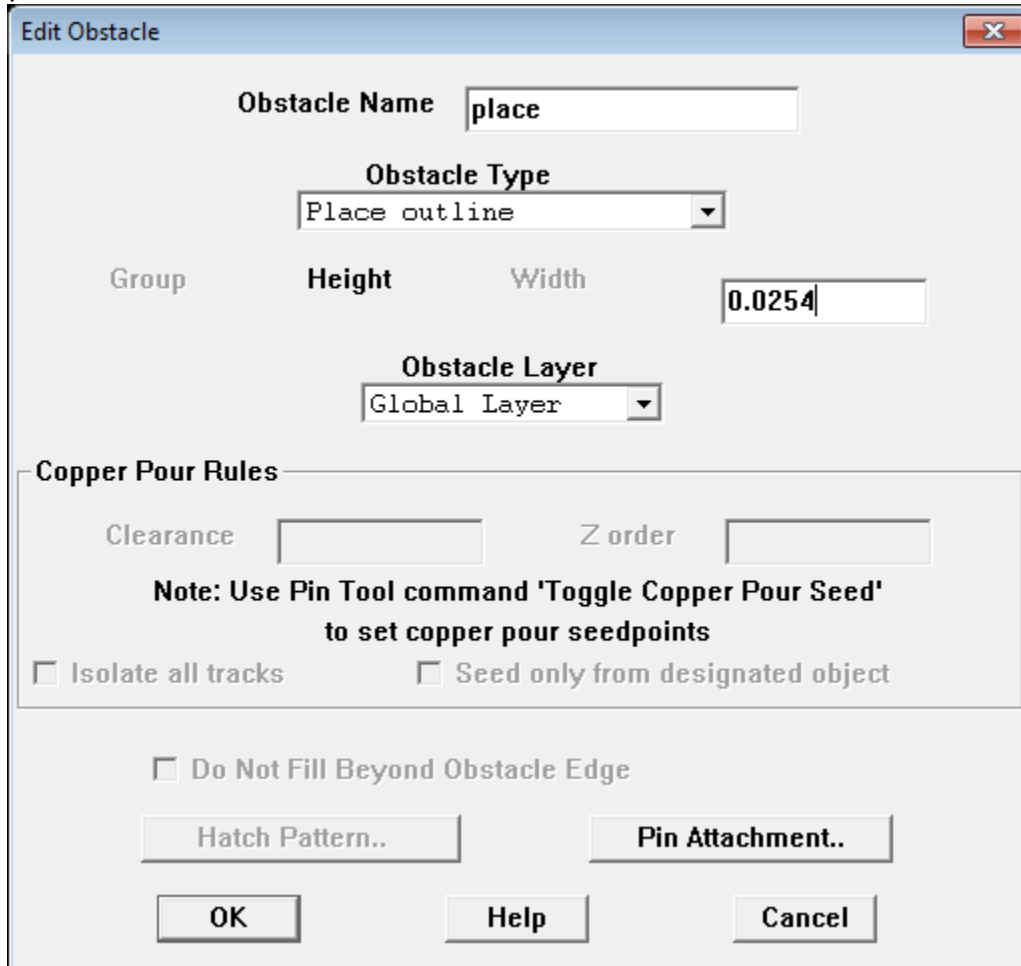 Edit Obstacle
Obstacle Name place
Obstacle Type
Place outline
Group Height Width 0.0254
Obstacle Layer
Global Layer
Copper Pour Rules
Clearance Z order
Note: Use Pin Tool command 'Toggle Copper Pour Seed'
to set copper pour seedpoints
Isolate all tracks Seed only from designated object
Do Not Fill Beyond Obstacle Edge
Hatch Pattern.. Pin Attachment..
OK Help Cancel